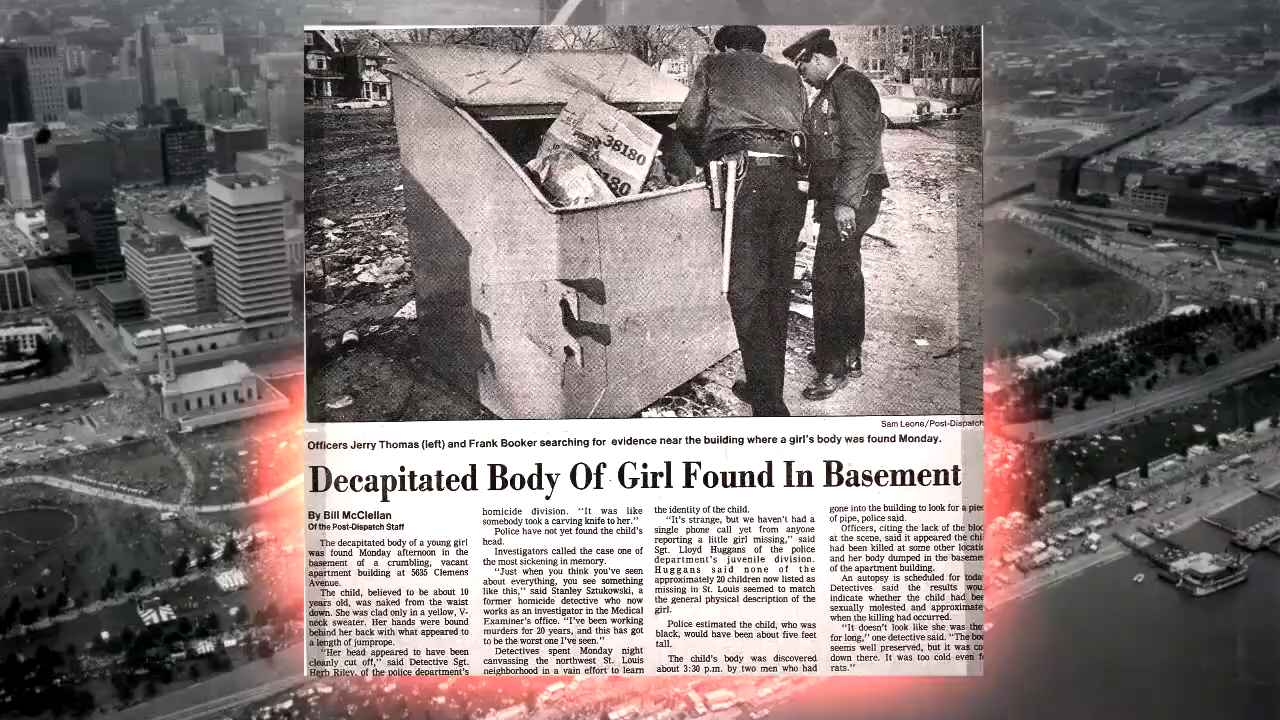 38180
180
Sam Leone/Post-Dispatch
Officers Jerry Thomas (left) and Frank Booker searching for evidence near the building where a girl's body was found Monday.
Decapitated Body Of Girl Found In Basement
By Bill McClellan
Of the Post-Dispatch Staff
The decapitated body of a young girl
was found Monday afternoon in the
basement of a crumbling, vacant
apartment building at 5635 Clemens
Avenue.
The child, believed to be about 10
years old, was naked from the waist
down. She was clad only in a yellow, V-
neck sweater. Her hands were bound
behind her back with what appeared to
a length of jumprope.
"Her head appeared to have been
cleanly cut off," said Detective Sgt.
Herb Riley, of the police department's
homicide division. "It was like
somebody took a carving knife to her."
Police have not yet found the child's
head.
Investigators called the case one of
the most sickening in memory.
"Just when you think you've seen
about everything, you see something
like this," said Stanley Sztukowski, a
former homicide detective who now
works as an investigator in the Medical
Examiner's office. "I've been working
murders for 20 years, and this has got
to be the worst one I've seen."
Detectives spent Monday night
canvassing the northwest St. Louis
neighborhood in a vain effort to learn
the identity of the child.
"It's strange, but we haven't had a
single phone call yet from anyone
reporting a little girl missing," said
Sgt. Lloyd Huggans of the police
department's juvenile division.
Huggans said none of the
approximately 20 children now listed as
missing in St. Louis seemed to match
the general physical description of the
girl.
Police estimated the child, who was
black, would have been about five feet
tall.
The child's body was discovered
about 3:30 p.m. by two men who had
gone into the building to look for a pie
of pipe, police said.
Officers, citing the lack of the bloo
at the scene, said it appeared the chi
had been killed at some other locati
and her body dumped in the baseme
of the apartment building.
An autopsy is scheduled for toda
Detectives said the results wou
indicate whether the child had bee
sexually molested and approximate
when the killing had occurred.
"It doesn't look like she was the
for long," one detective said. "The bo
seems well preserved, but it was co
down there. It was too cold even f
rats."